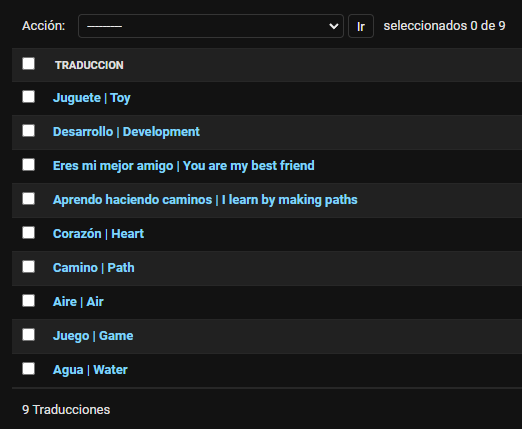 Acción: --------- Ir seleccionados 0 de 9
TRADUCCION
Juguete | Toy
Desarrollo | Development
Eres mi mejor amigo | You are my best friend
Aprendo haciendo caminos | I learn by making paths
Corazón | Heart
Camino | Path
Aire | Air
Juego | Game
Agua | Water
9 Traducciones